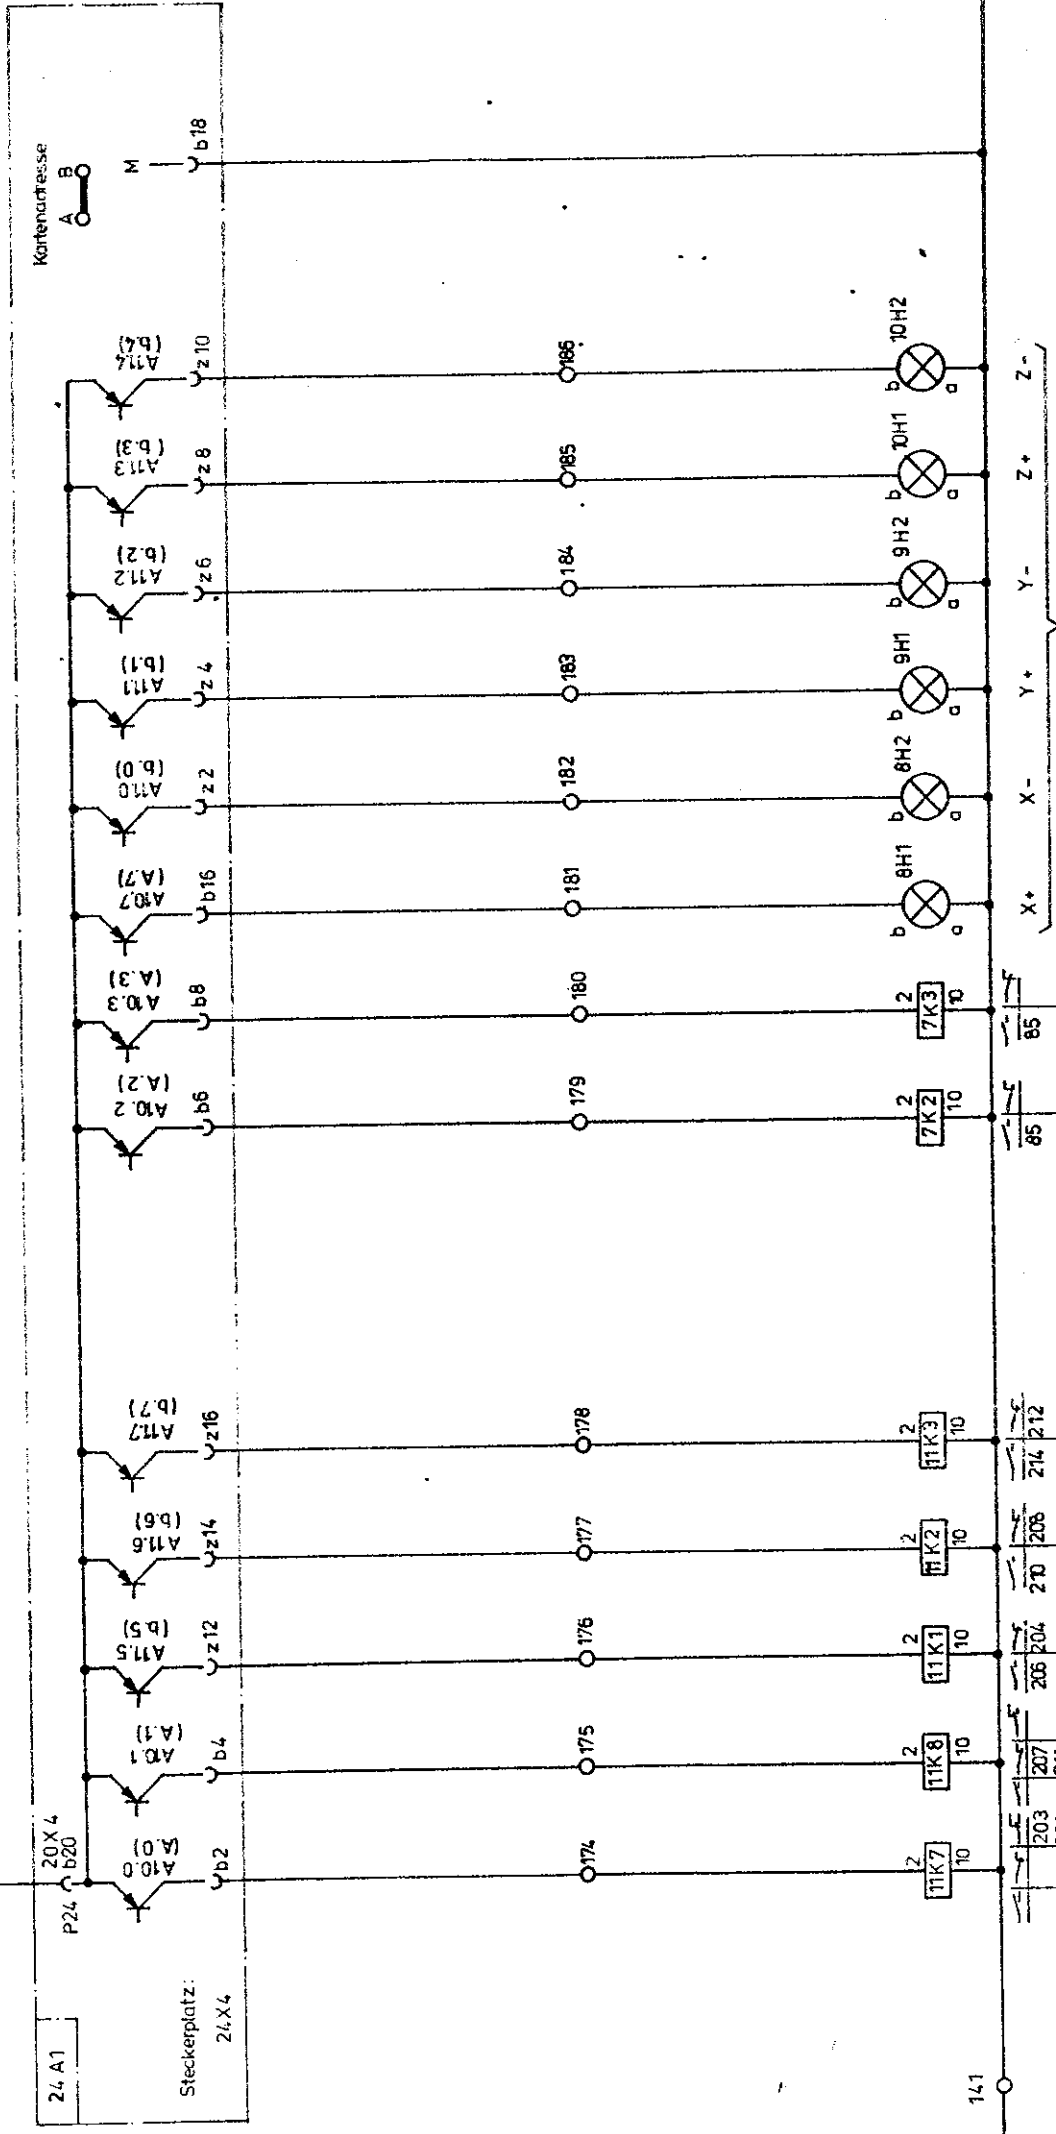 24 A1
Steckerplatz:
24X4
P24
20X4
b20
A10.0
(A.0)
b2
A10.1
(A.1)
b4
A11.5
(b.5)
z12
A11.6
(b.6)
z14
A11.7
(b.7)
z16
A10.2
(A.2)
b6
A10.3
(A.3)
b8
A10.7
(A.7)
b16
A11.0
(b.0)
z2
A11.1
(b.1)
z4
A11.2
(b.2)
z6
A11.3
(b.3)
z8
A11.4
(b.4)
z10
Kartenadresse
A B
M
b18
174
175
176
177
178
179
180
181
182
183
184
185
186
2
11K7
10
2
11K8
10
2
11K1
10
2
11K2
10
2
11K3
10
2
7K2
10
2
7K3
10
8H1
b
a
8H2
b
a
9H1
b
a
9H2
b
a
10H1
b
a
10H2
b
a
141
203
207
206 204
210 208
214 212
85
85
X+
X-
Y+
Y-
Z+
Z-